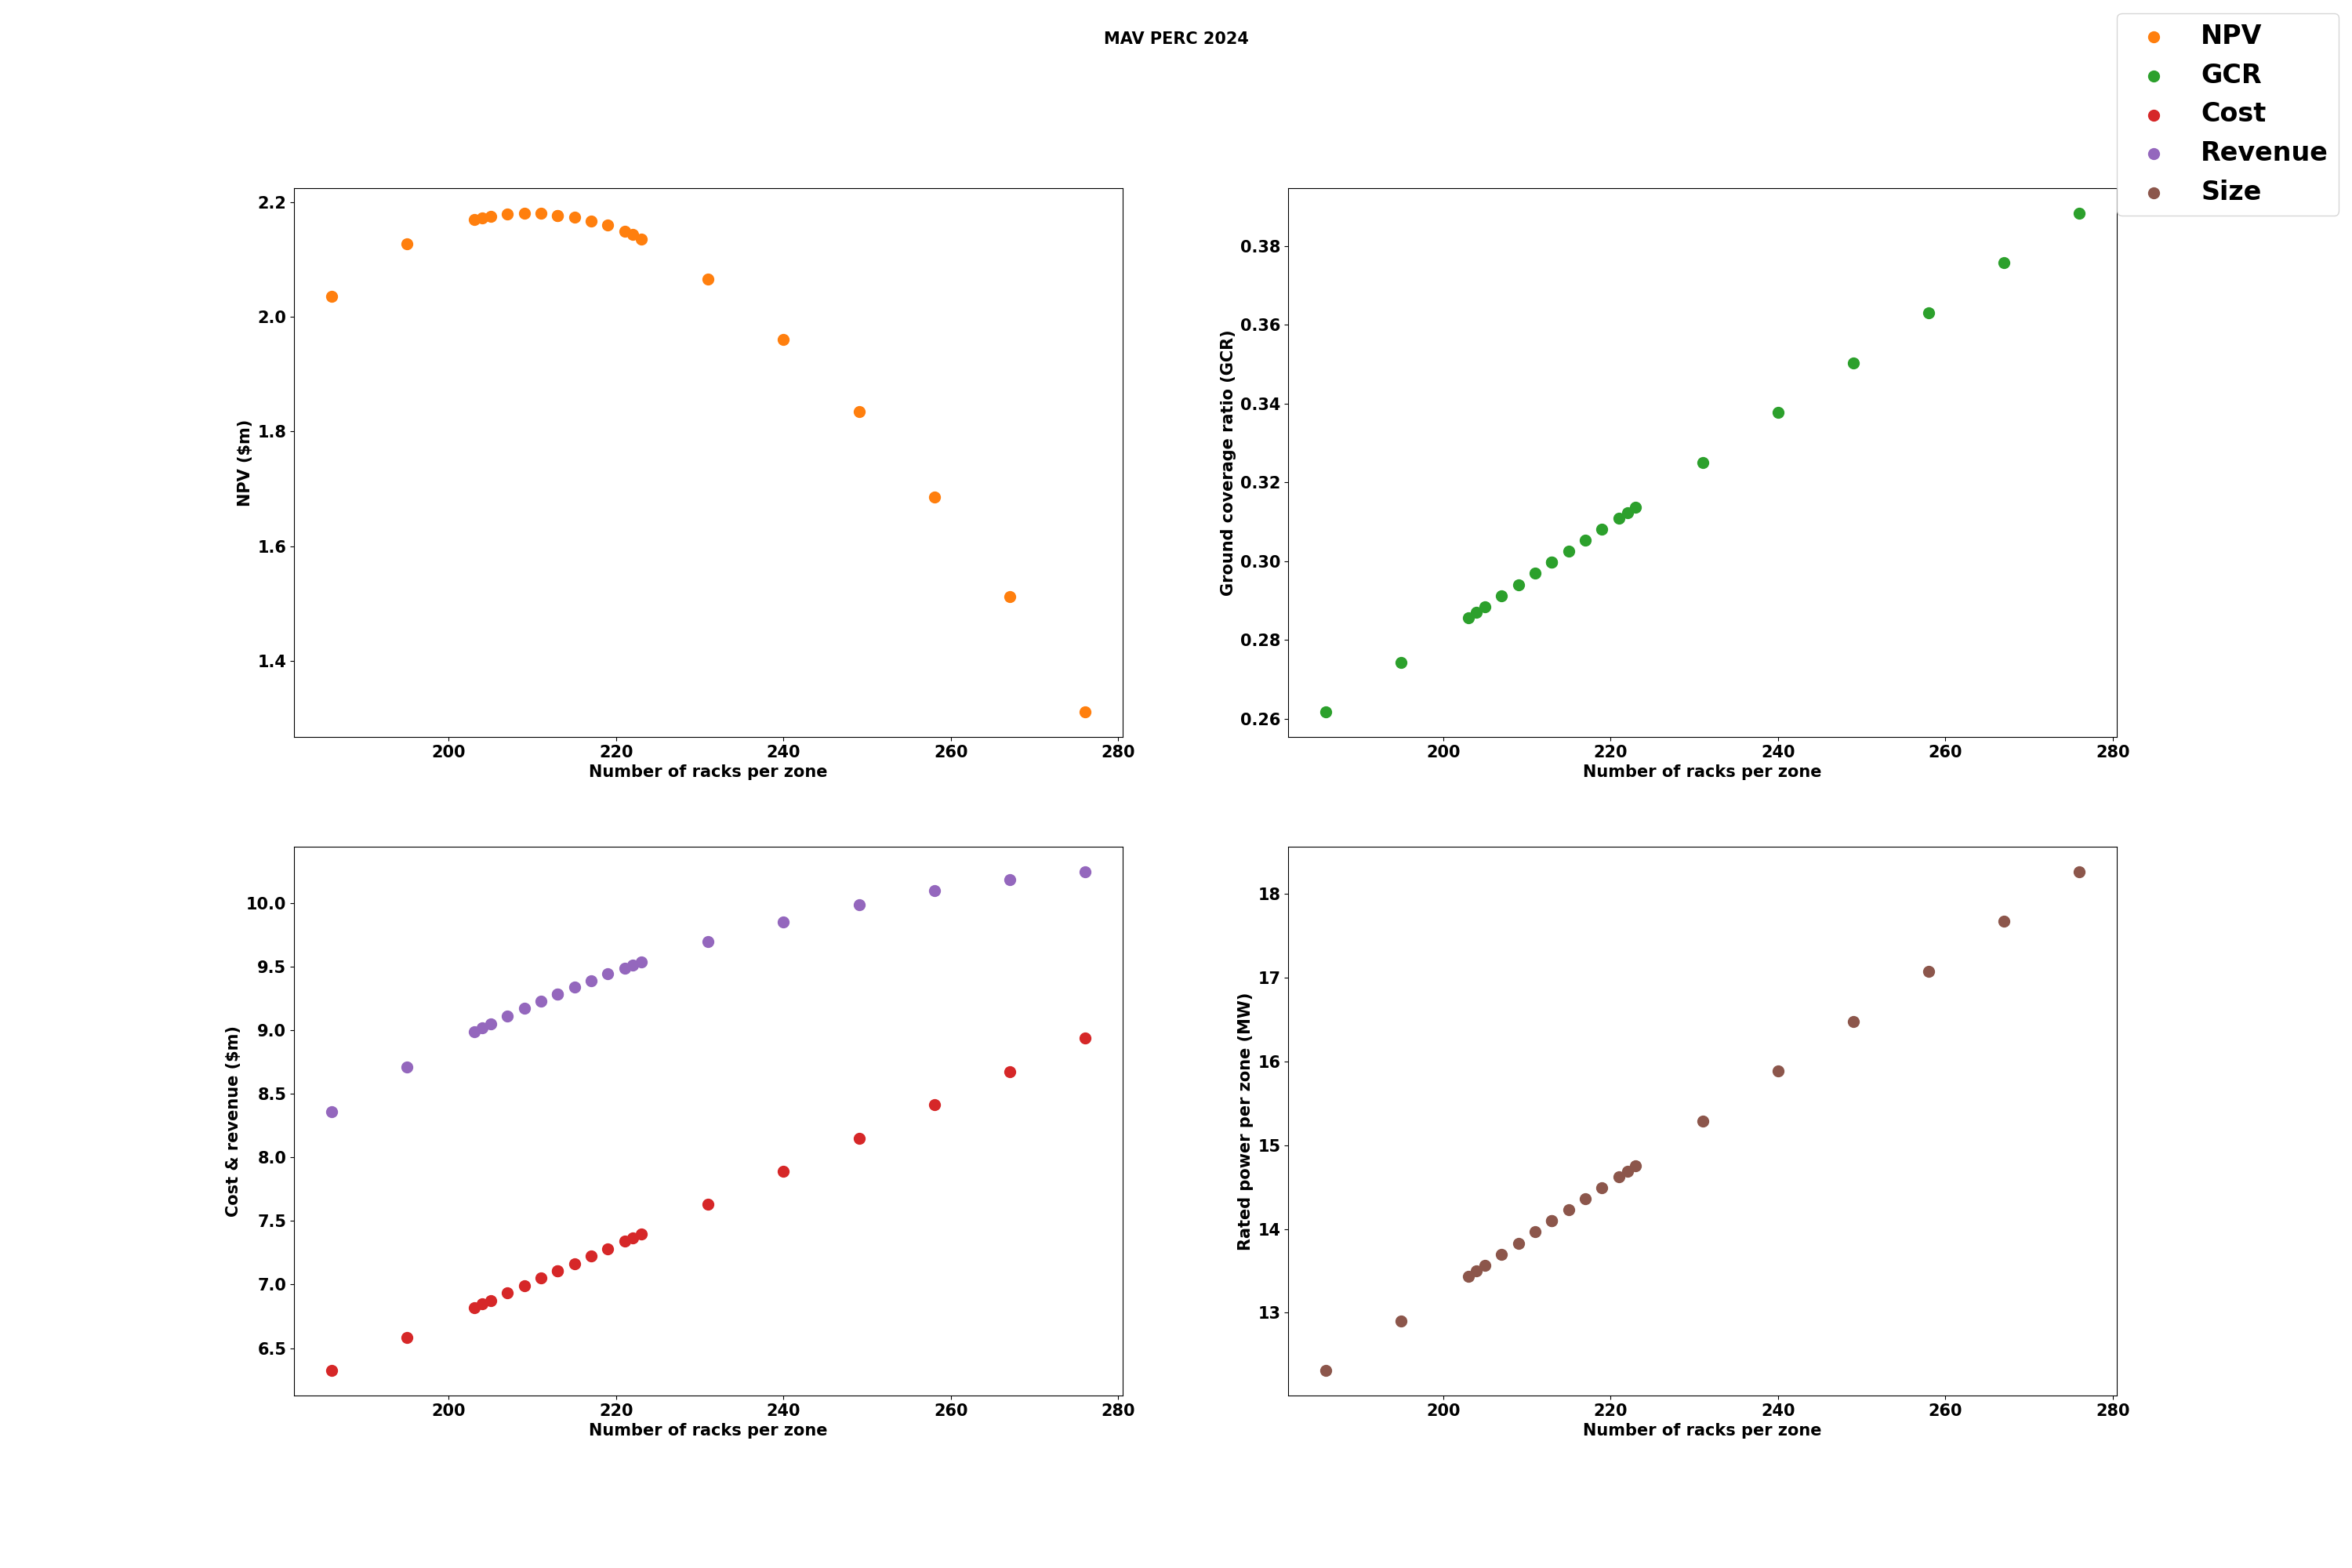 MAV PERC 2024
NPV
GCR
Cost
Revenue
Size
2.2
2.0
1.8
1.6
1.4
NPV ($m)
200 220 240 260 280
Number of racks per zone
0.38
0.36
0.34
0.32
0.30
0.28
0.26
Ground coverage ratio (GCR)
200 220 240 260 280
Number of racks per zone
10.0
9.5
9.0
8.5
8.0
7.5
7.0
6.5
Cost & revenue ($m)
200 220 240 260 280
Number of racks per zone
18
17
16
15
14
13
Rated power per zone (MW)
200 220 240 260 280
Number of racks per zone